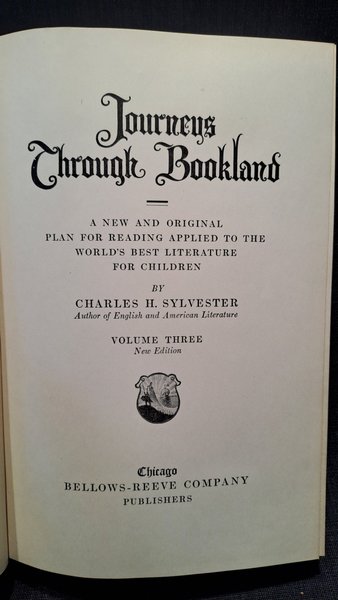 Journeys
Through Bookland
A NEW AND ORIGINAL
PLAN FOR READING APPLIED TO THE
WORLD'S BEST LITERATURE
FOR CHILDREN
BY
CHARLES H. SYLVESTER
Author of English and American Literature
VOLUME THREE
New Edition
Chicago
BELLOWS-REEVE COMPANY
PUBLISHERS